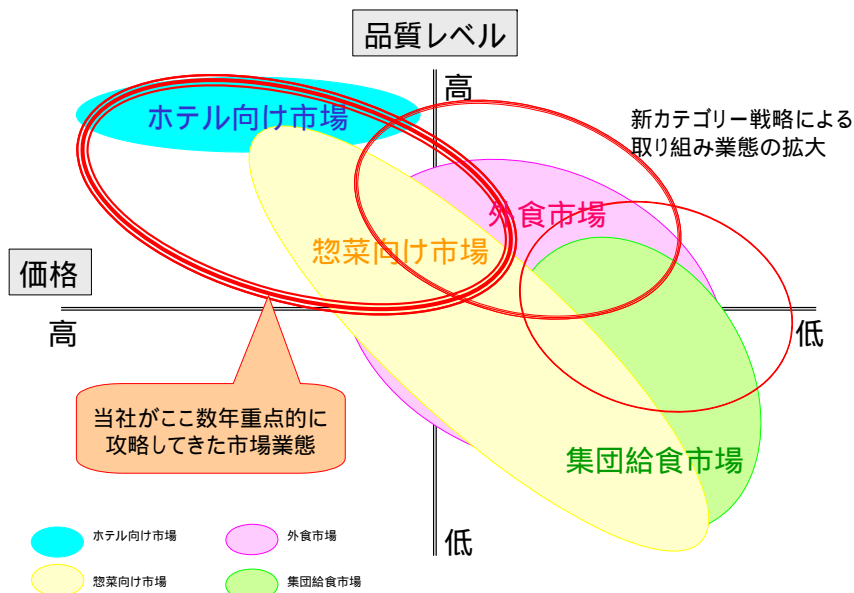 品質レベル
高
ホテル向け市場
新カテゴリー戦略による
取り組み業態の拡大
外食市場
惣菜向け市場
価格
高
低
当社がここ数年重点的に
攻略してきた市場業態
集団給食市場
低
ホテル向け市場
外食市場
惣菜向け市場
集団給食市場